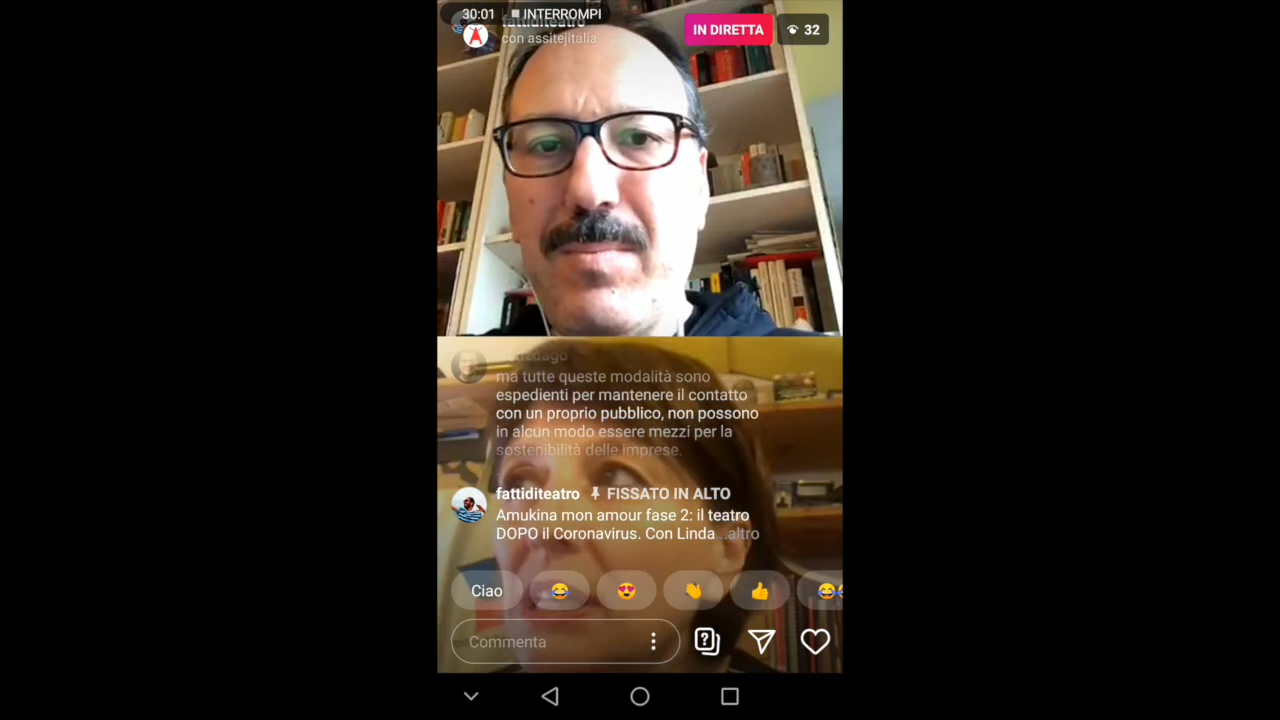 30:01 INTERROMPI
fattiditeatro
con assitejitalia
IN DIRETTA
32
ma tutte queste modalità sono
espedienti per mantenere il contatto
con un proprio pubblico, non possono
in alcun modo essere mezzi per la
sostenibilità delle imprese.
fattiditeatro FISSATO IN ALTO
Amukina mon amour fase 2: il teatro
DOPO il Coronavirus. Con Linda ...altro
Ciao
Commenta